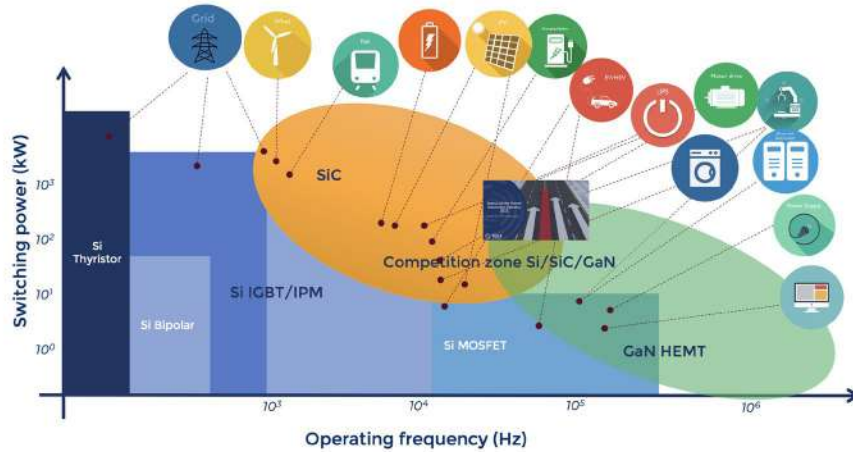 Grid
Wind
Rail
PV
EV/HEV
UPS
Motor drive
Power Supply
Switching power (kW)
10³
10²
10¹
10⁰
Si
Thyristor
Si Bipolar
Si IGBT/IPM
SiC
Competition zone Si/SiC/GaN
Si MOSFET
GaN HEMT
10³
10⁴
10⁵
10⁶
Operating frequency (Hz)